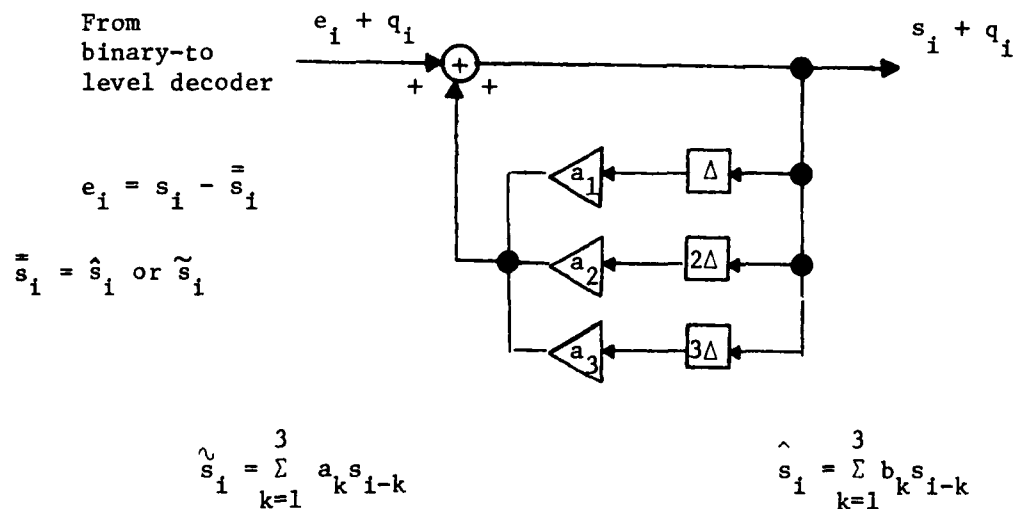 From
binary-to
level decoder
e_i + q_i
s_i + q_i
+
+ +
a_1
Δ
e_i = s_i - s̿_i
a_2
2Δ
s̿_i = ŝ_i or s̃_i
a_3
3Δ
s̃_i = Σ_{k=1}^{3} a_k s_{i-k}
ŝ_i = Σ_{k=1}^{3} b_k s_{i-k}